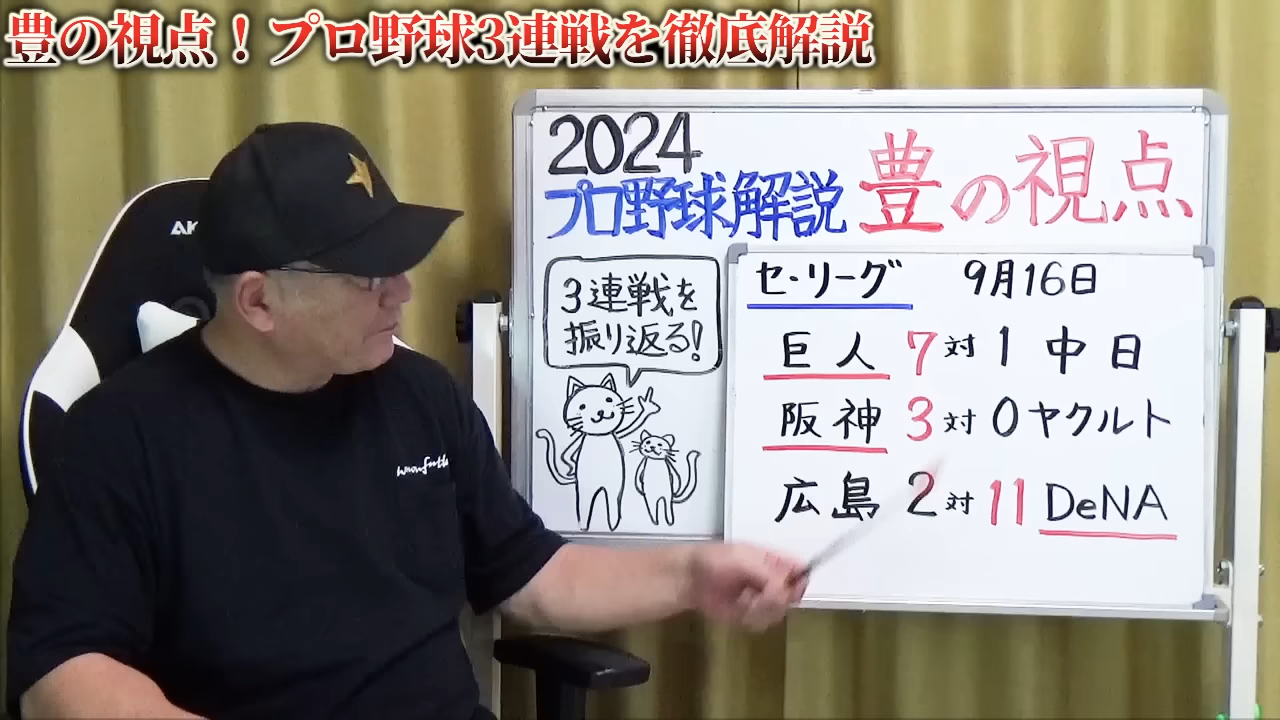 豊の視点！プロ野球3連戦を徹底解説
2024
プロ野球解説 豊の視点
3連戦を
振り返る!
セ・リーグ 9月16日
巨人 7対1 中日
阪神 3対0 ヤクルト
広島 2対11 DeNA
AK